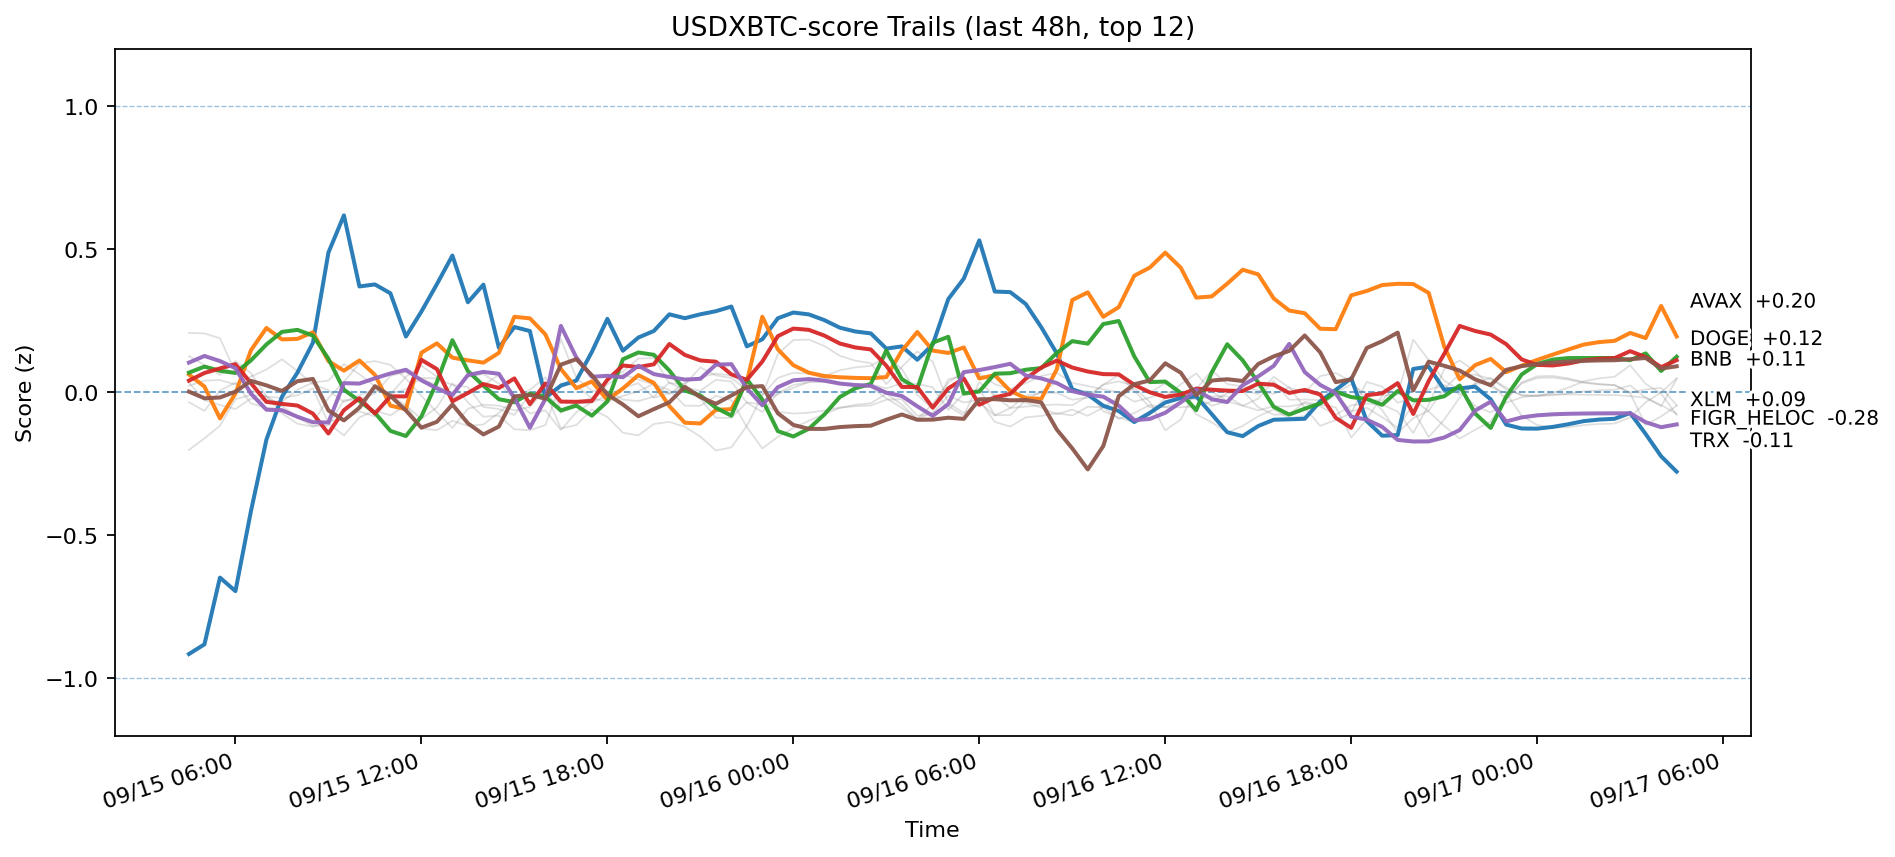 USDXBTC-score Trails (last 48h, top 12)
Score (z)
1.0
0.5
0.0
−0.5
−1.0
AVAX +0.20
DOGE +0.12
BNB +0.11
XLM +0.09
FIGR_HELOC -0.28
TRX -0.11
09/15 06:00
09/15 12:00
09/15 18:00
09/16 00:00
09/16 06:00
09/16 12:00
09/16 18:00
09/17 00:00
09/17 06:00
Time